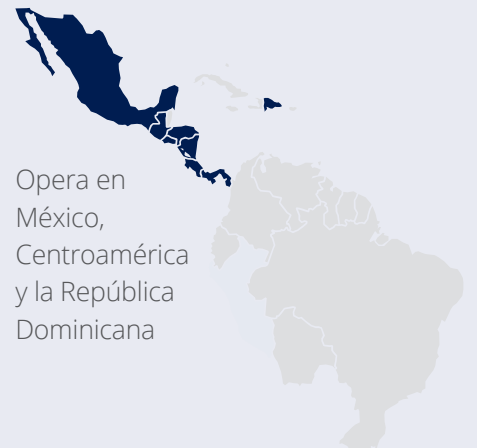 Opera en
México,
Centroamérica
y la República
Dominicana